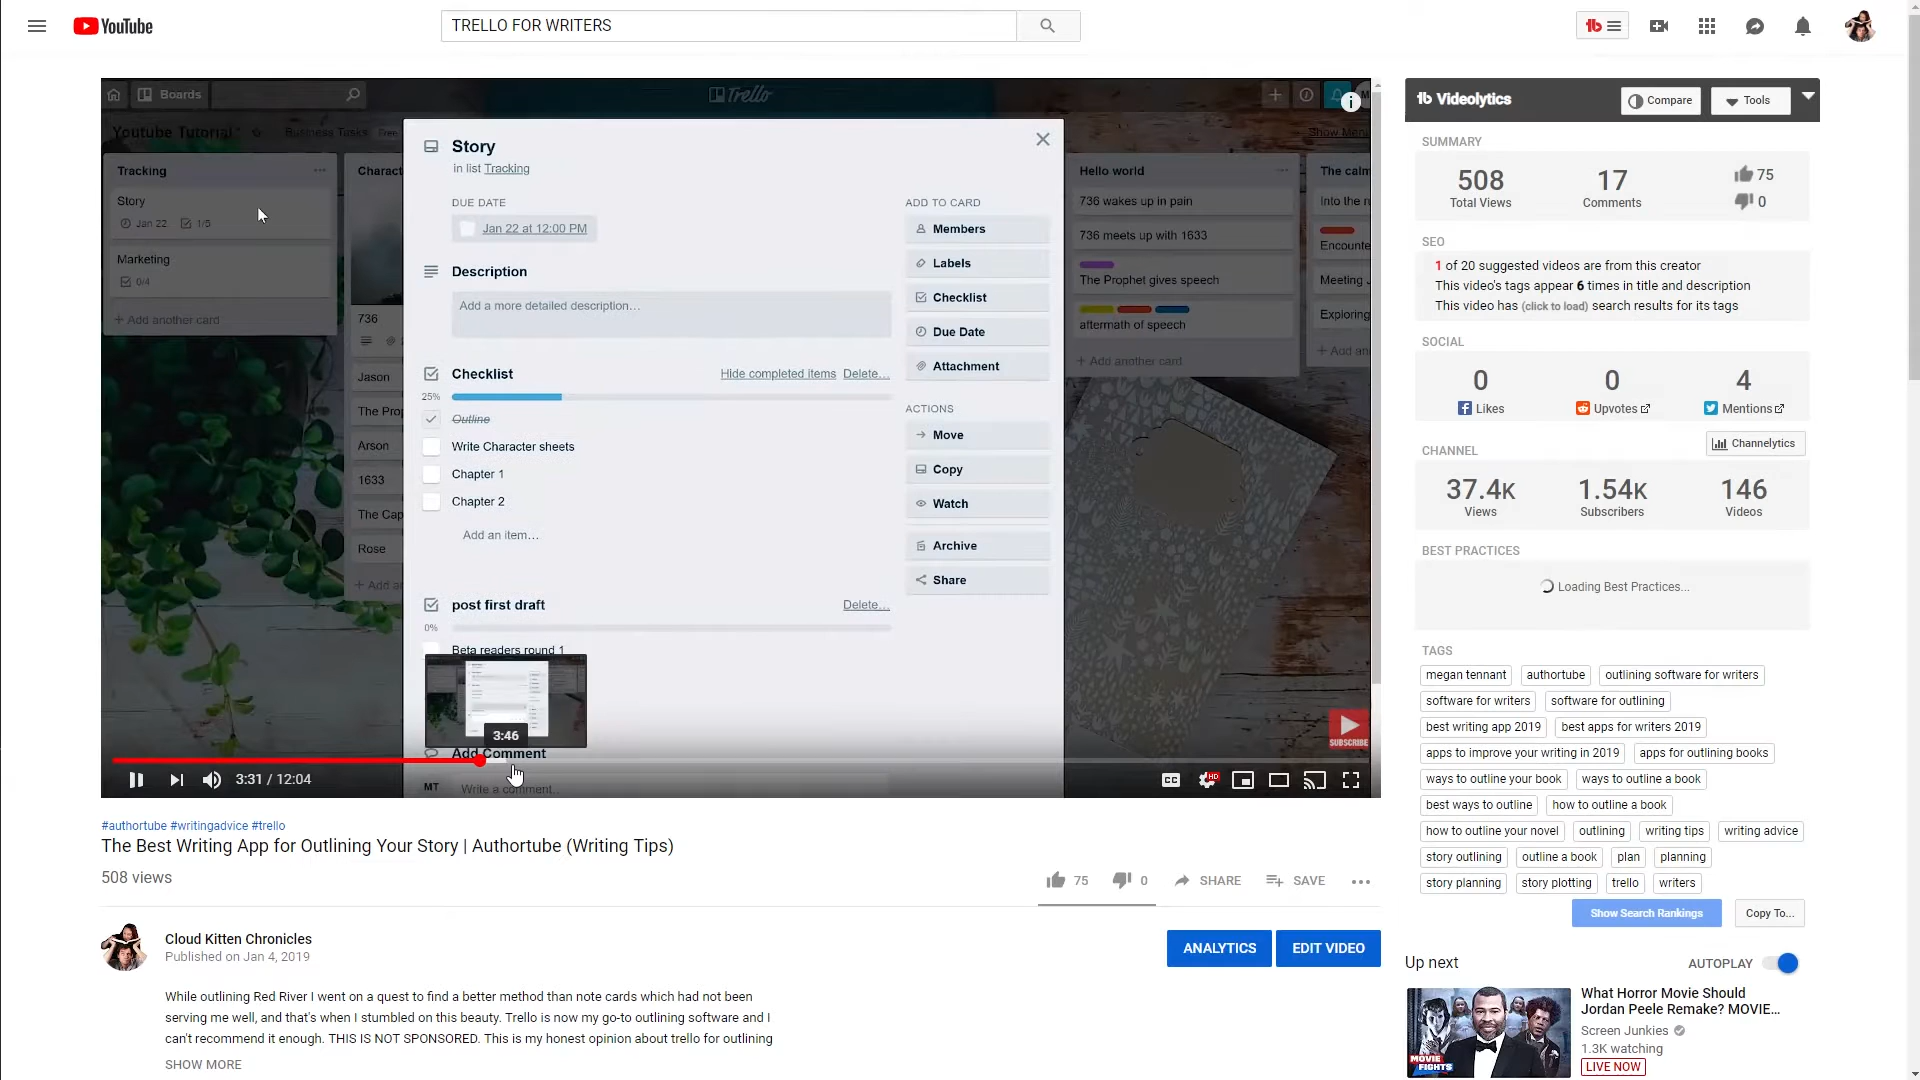 YouTube
TRELLO FOR WRITERS
Boards
Trello
Youtube Tutorial
Business Tasks
Free
Show Menu
Tracking
Story
Jan 22
1/5
Marketing
0/4
+ Add another card
Charact
736
Jason
The Prop
Arson
1633
The Cap
Rose
+ Add a
Story
in list Tracking
DUE DATE
Jan 22 at 12:00 PM
Description
Add a more detailed description…
Checklist
Hide completed items
Delete…
25%
Outline
Write Character sheets
Chapter 1
Chapter 2
Add an item…
post first draft
Delete…
0%
Beta readers round 1
Add Comment
MT
Write a comment..
ADD TO CARD
Members
Labels
Checklist
Due Date
Attachment
ACTIONS
Move
Copy
Watch
Archive
Share
Hello world
736 wakes up in pain
736 meets up with 1633
The Prophet gives speech
aftermath of speech
+ Add another card
The calm
Into the r
Encounte
Meeting J
Exploring
+ Add an
SUBSCRIBE
3:46
3:31 / 12:04
CC
HD
#authortube #writingadvice #trello
The Best Writing App for Outlining Your Story | Authortube (Writing Tips)
508 views
75
0
SHARE
SAVE
Cloud Kitten Chronicles
Published on Jan 4, 2019
ANALYTICS
EDIT VIDEO
While outlining Red River I went on a quest to find a better method than note cards which had not been
serving me well, and that's when I stumbled on this beauty. Trello is now my go-to outlining software and I
can't recommend it enough. THIS IS NOT SPONSORED. This is my honest opinion about trello for outlining
SHOW MORE
tb Videolytics
Compare
Tools
SUMMARY
508
Total Views
17
Comments
75
0
SEO
1 of 20 suggested videos are from this creator
This video's tags appear 6 times in title and description
This video has (click to load) search results for its tags
SOCIAL
0
Likes
0
Upvotes
4
Mentions
CHANNEL
Channelytics
37.4K
Views
1.54K
Subscribers
146
Videos
BEST PRACTICES
Loading Best Practices...
TAGS
megan tennant
authortube
outlining software for writers
software for writers
software for outlining
best writing app 2019
best apps for writers 2019
apps to improve your writing in 2019
apps for outlining books
ways to outline your book
ways to outline a book
best ways to outline
how to outline a book
how to outline your novel
outlining
writing tips
writing advice
story outlining
outline a book
plan
planning
story planning
story plotting
trello
writers
Show Search Rankings
Copy To...
Up next
AUTOPLAY
MOVIE
FIGHTS
What Horror Movie Should
Jordan Peele Remake? MOVIE...
Screen Junkies
1.3K watching
LIVE NOW